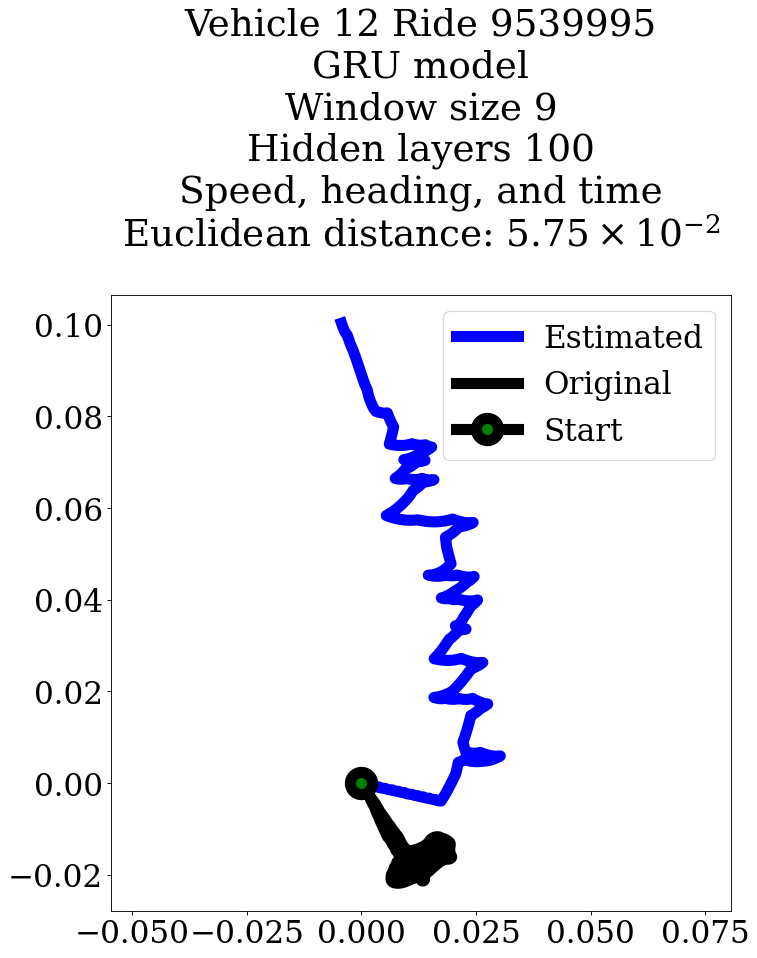 Vehicle 12 Ride 9539995
GRU model
Window size 9
Hidden layers 100
Speed, heading, and time
Euclidean distance: 5.75 × 10⁻²
Estimated
Original
Start
0.10
0.08
0.06
0.04
0.02
0.00
−0.02
−0.050 −0.025 0.000 0.025 0.050 0.075